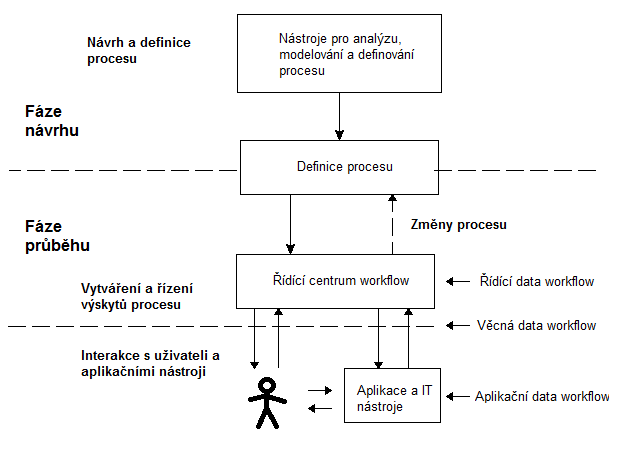 Návrh a definice
procesu
Nástroje pro analýzu,
modelování a definování
procesu
Fáze
návrhu
Definice procesu
Fáze
průběhu
Změny procesu
Řídící centrum workflow
Řídící data workflow
Vytváření a řízení
výskytů procesu
Věcná data workflow
Interakce s uživateli a
aplikačními nástroji
Aplikace a IT
nástroje
Aplikační data workflow